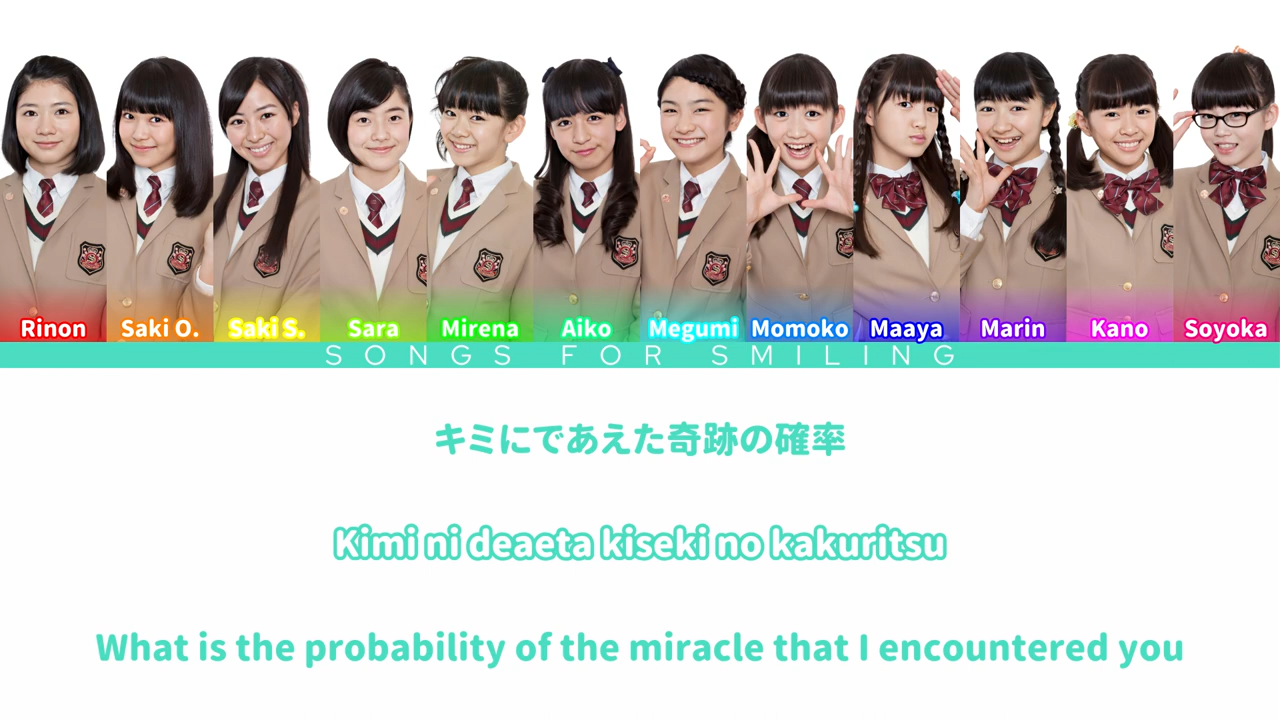 Rinon Saki O. Saki S. Sara Mirena Aiko Megumi Momoko Maaya Marin Kano Soyoka
SONGS FOR SMILING
キミにであえた奇跡の確率
Kimi ni deaeta kiseki no kakuritsu
What is the probability of the miracle that I encountered you